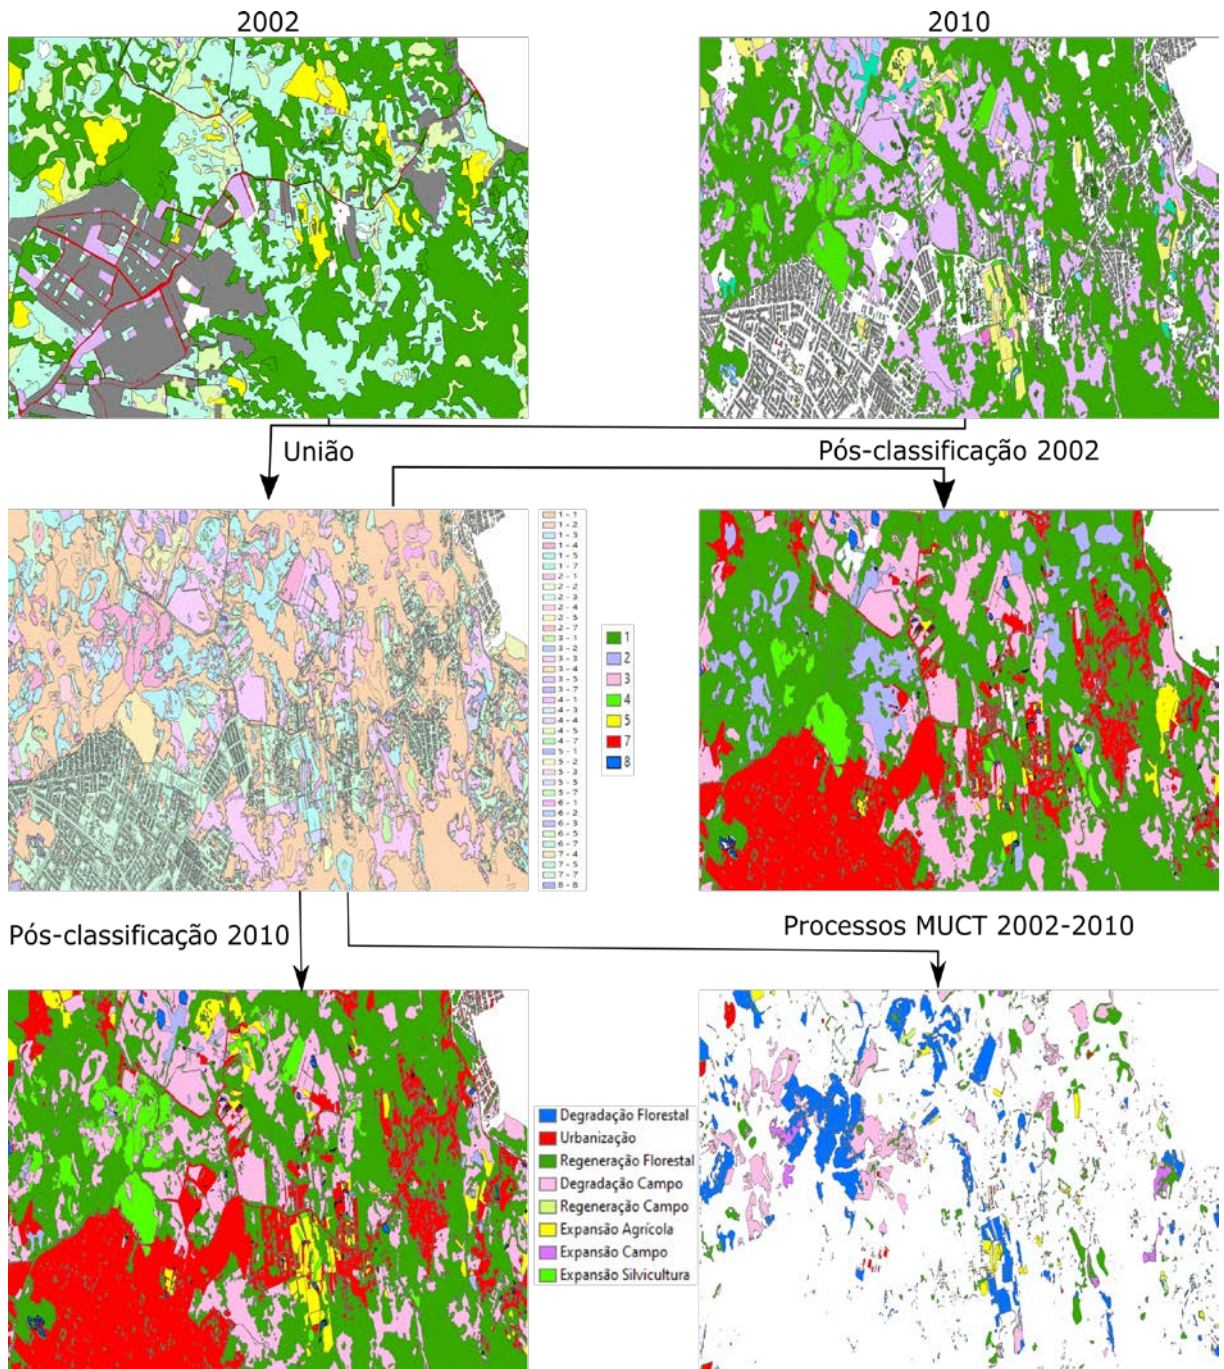 2002
2010
União
Pós-classificação 2002
1 - 1
1 - 2
1 - 3
1 - 4
1 - 5
1 - 7
2 - 1
2 - 2
2 - 3
2 - 4
2 - 5
2 - 7
3 - 1
3 - 2
3 - 3
3 - 4
3 - 5
3 - 7
4 - 1
4 - 3
4 - 4
4 - 5
4 - 7
5 - 1
5 - 2
5 - 3
5 - 5
5 - 7
6 - 1
6 - 2
6 - 3
6 - 5
6 - 7
7 - 4
7 - 5
7 - 7
8 - 8
1
2
3
4
5
7
8
Pós-classificação 2010
Processos MUCT 2002-2010
Degradação Florestal
Urbanização
Regeneração Florestal
Degradação Campo
Regeneração Campo
Expansão Agrícola
Expansão Campo
Expansão Silvicultura